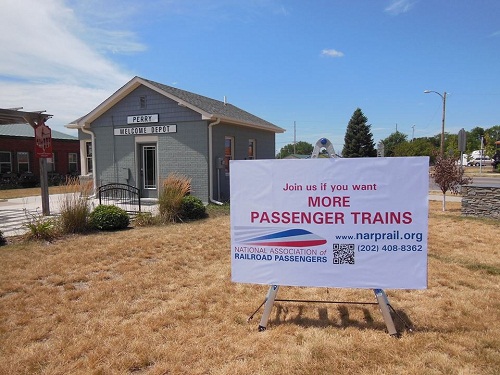 PERRY
WELCOME DEPOT
Join us if you want
MORE
PASSENGER TRAINS
www.narprail.org
(202) 408-8362
NATIONAL ASSOCIATION of
RAILROAD PASSENGERS